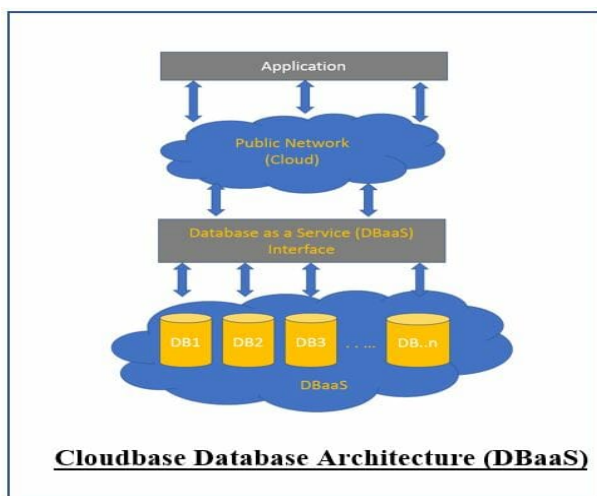 Application
Public Network
(Cloud)
Database as a Service (DBaaS)
Interface
DB1 DB2 DB3 . . ... DB..n
DBaaS
Cloudbase Database Architecture (DBaaS)